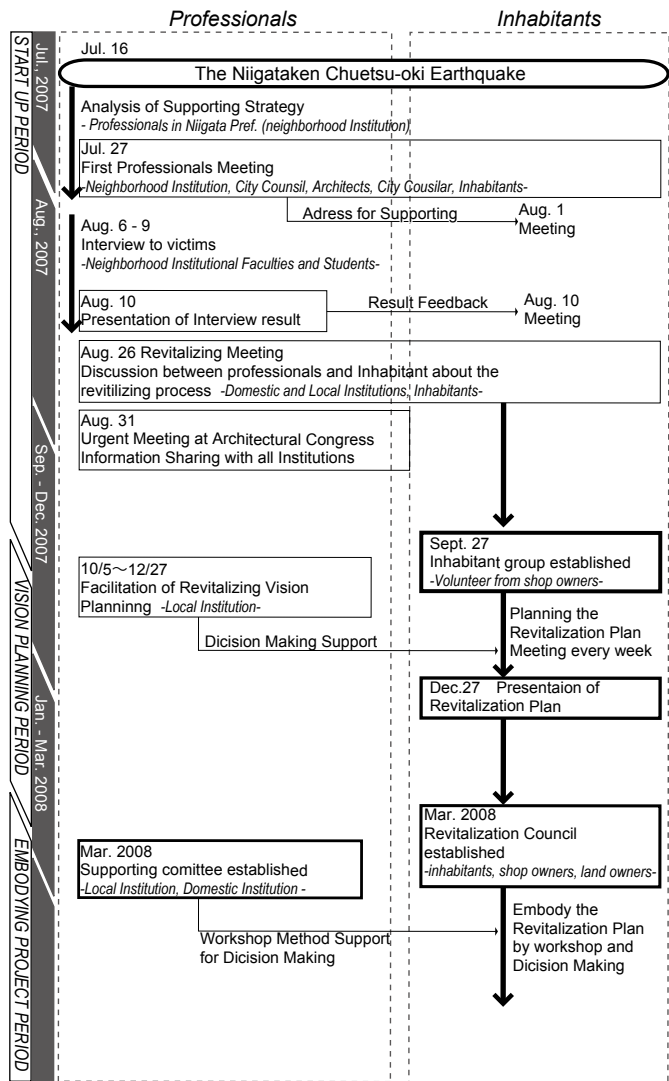 Professionals
Inhabitants
START UP PERIOD
VISION PLANNING PERIOD
EMBODYING PROJECT PERIOD
Jul., 2007
Aug., 2007
Sep. - Dec. 2007
Jan. - Mar. 2008
Jul. 16
The Niigataken Chuetsu-oki Earthquake
Analysis of Supporting Strategy
- Professionals in Niigata Pref. (neighborhood Institution)
Jul. 27
First Professionals Meeting
-Neighborhood Institution, City Counsil, Architects, City Gousilar, Inhabitants-
Adress for Supporting
Aug. 1
Meeting
Aug. 6 - 9
Interview to victims
-Neighborhood Institutional Faculties and Students-
Aug. 10
Presentation of Interview result
Result Feedback
Aug. 10
Meeting
Aug. 26 Revitalizing Meeting
Discussion between professionals and Inhabitant about the
revitilizing process -Domestic and Local Institutions, Inhabitants-
Aug. 31
Urgent Meeting at Architectural Congress
Information Sharing with all Institutions
Sept. 27
Inhabitant group established
-Volunteer from shop owners-
10/5～12/27
Facilitation of Revitalizing Vision
Planninng -Local Institution-
Planning the
Revitalization Plan
Meeting every week
Dicision Making Support
Dec.27 Presentaion of
Revitalization Plan
Mar. 2008
Revitalization Council
established
-inhabitants, shop owners, land owners-
Mar. 2008
Supporting comittee established
-Local Institution, Domestic Institution -
Workshop Method Support
for Dicision Making
Embody the
Revitalization Plan
by workshop and
Dicision Making